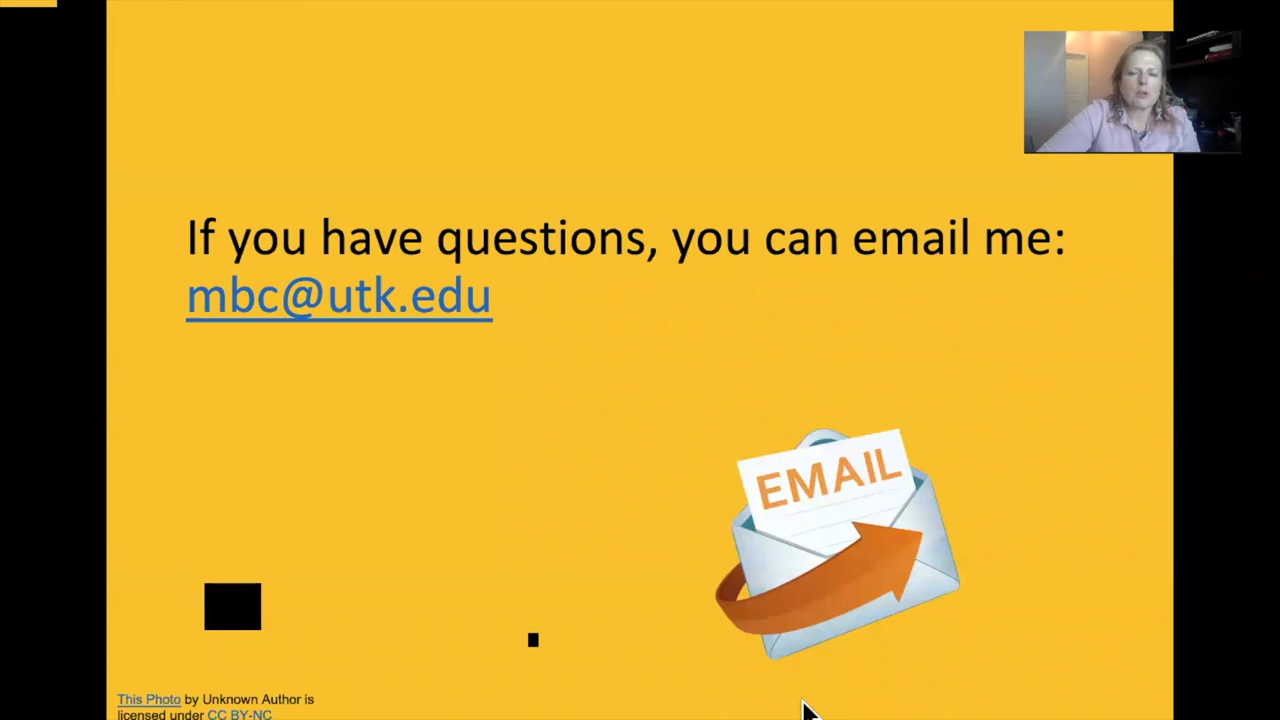 If you have questions, you can email me:
mbc@utk.edu
EMAIL
This Photo by Unknown Author is
licensed under CC BY-NC